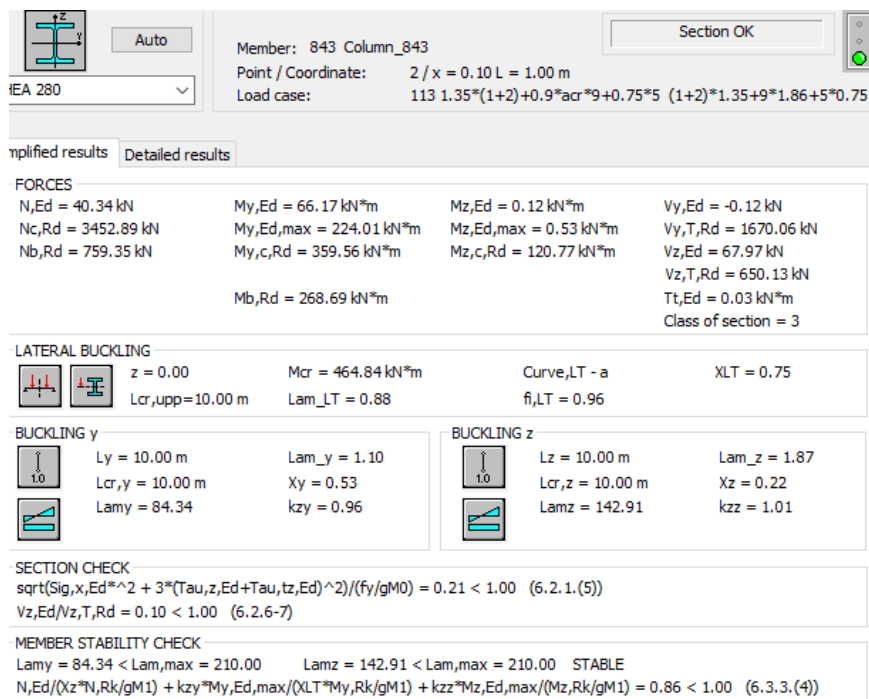 z
y
Auto
Section OK
Member: 843 Column_843
Point / Coordinate: 2 / x = 0.10 L = 1.00 m
HEA 280
Load case: 113 1.35*(1+2)+0.9*acr*9+0.75*5 (1+2)*1.35+9*1.86+5*0.75
mplified results Detailed results
FORCES
N,Ed = 40.34 kN My,Ed = 66.17 kN*m Mz,Ed = 0.12 kN*m Vy,Ed = -0.12 kN
Nc,Rd = 3452.89 kN My,Ed,max = 224.01 kN*m Mz,Ed,max = 0.53 kN*m Vy,T,Rd = 1670.06 kN
Nb,Rd = 759.35 kN My,c,Rd = 359.56 kN*m Mz,c,Rd = 120.77 kN*m Vz,Ed = 67.97 kN
Vz,T,Rd = 650.13 kN
Mb,Rd = 268.69 kN*m Tt,Ed = 0.03 kN*m
Class of section = 3
LATERAL BUCKLING
z = 0.00 Mcr = 464.84 kN*m Curve,LT - a XLT = 0.75
Lcr,upp=10.00 m Lam_LT = 0.88 fi,LT = 0.96
BUCKLING y BUCKLING z
Ly = 10.00 m Lam_y = 1.10 Lz = 10.00 m Lam_z = 1.87
1.0 Lcr,y = 10.00 m Xy = 0.53 1.0 Lcr,z = 10.00 m Xz = 0.22
Lamy = 84.34 kzy = 0.96 Lamz = 142.91 kzz = 1.01
SECTION CHECK
sqrt(Sig,x,Ed*^2 + 3*(Tau,z,Ed+Tau,tz,Ed)^2)/(fy/gM0) = 0.21 < 1.00 (6.2.1.(5))
Vz,Ed/Vz,T,Rd = 0.10 < 1.00 (6.2.6-7)
MEMBER STABILITY CHECK
Lamy = 84.34 < Lam,max = 210.00 Lamz = 142.91 < Lam,max = 210.00 STABLE
N,Ed/(Xz*N,Rk/gM1) + kzy*My,Ed,max/(XLT*My,Rk/gM1) + kzz*Mz,Ed,max/(Mz,Rk/gM1) = 0.86 < 1.00 (6.3.3.(4))